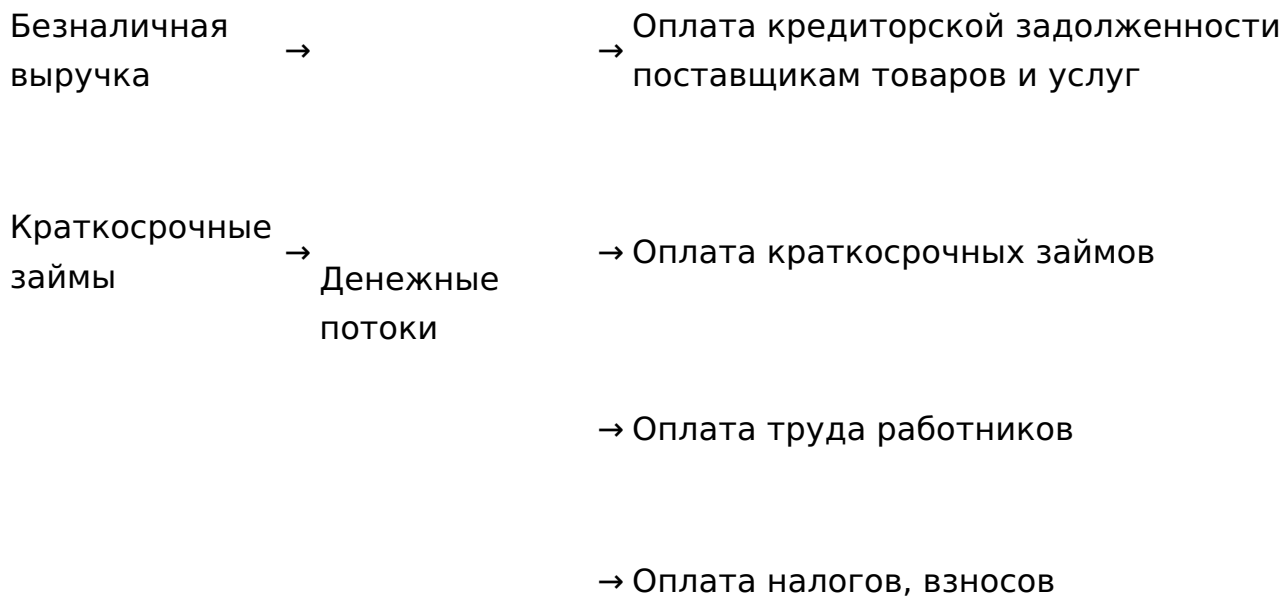 Безналичная
выручка
→
→
Оплата кредиторской задолженности
поставщикам товаров и услуг
Краткосрочные
займы
→
Денежные
потоки
→ Оплата краткосрочных займов
→ Оплата труда работников
→ Оплата налогов, взносов